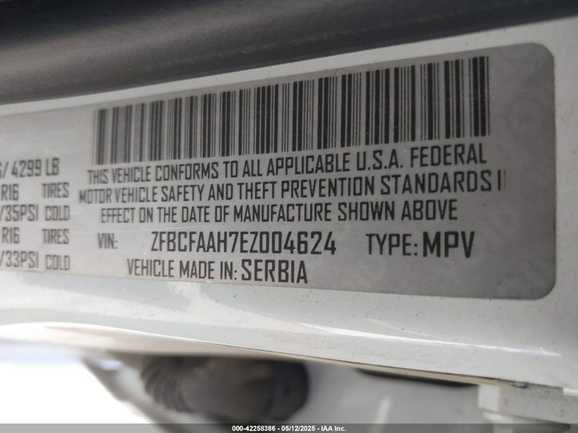 / 4299 LB
THIS VEHICLE CONFORMS TO ALL APPLICABLE U.S.A. FEDERAL
R16 TIRES MOTOR VEHICLE SAFETY AND THEFT PREVENTION STANDARDS I
/35PSI COLD EFFECT ON THE DATE OF MANUFACTURE SHOWN ABOVE
R16 TIRES VIN: ZFBCFAAH7EZ004624 TYPE: MPV
/33PSI COLD VEHICLE MADE IN: SERBIA
000-42258386 - 05/12/2025 - IAA Inc.